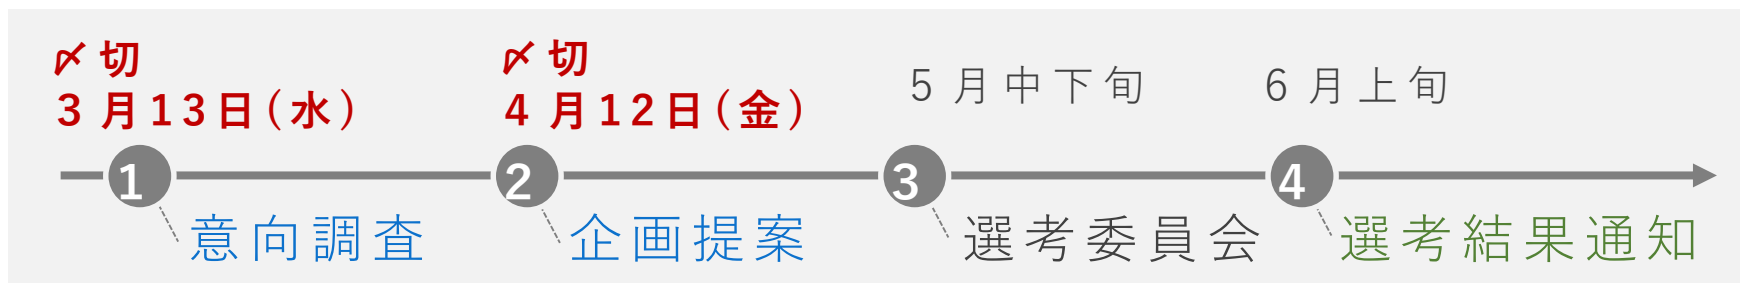 〆切
3月13日(水)
〆切
4月12日(金)
5月中下旬
6月上旬
1
2
3
4
意向調査
企画提案
選考委員会
選考結果通知